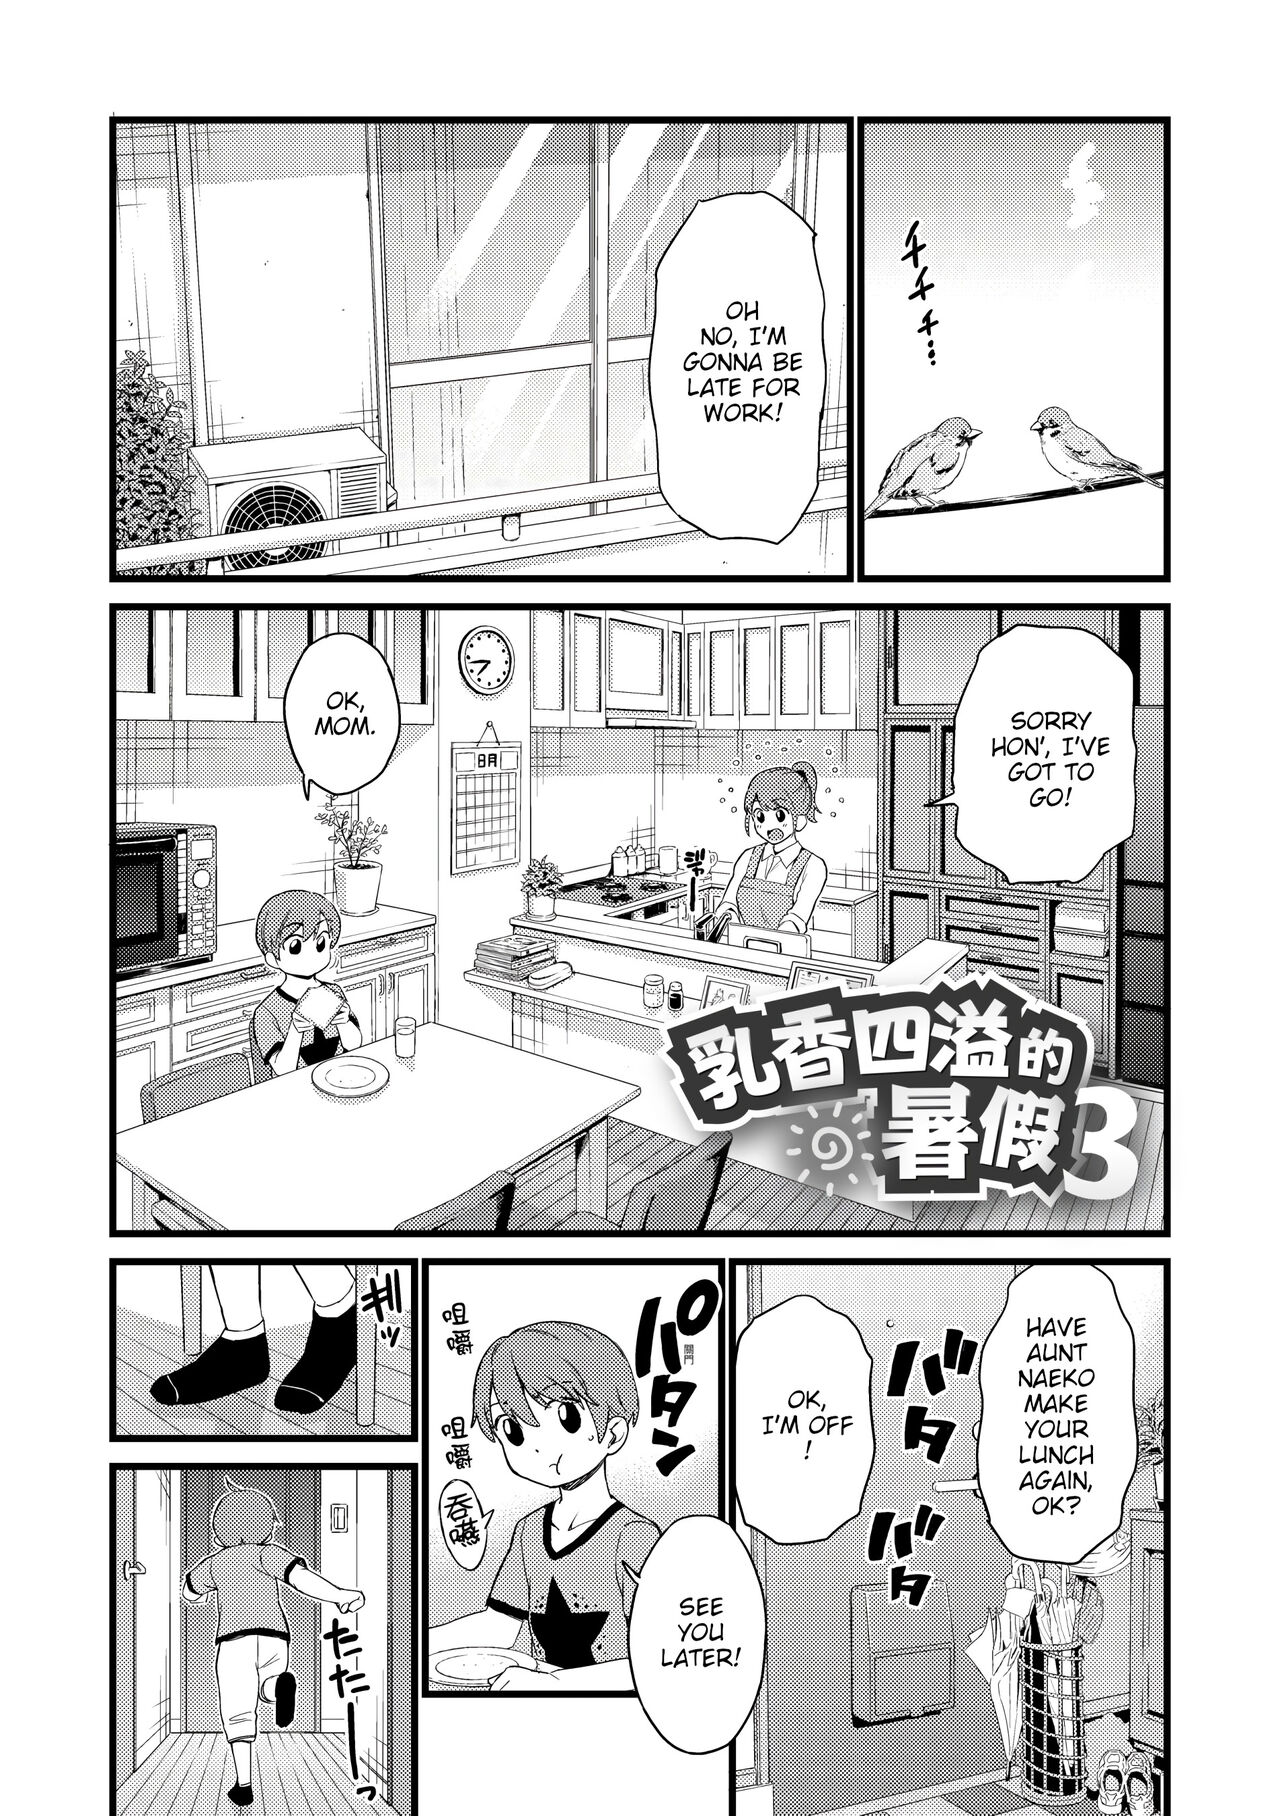 チチチ…
OH
NO, I'M
GONNA BE
LATE FOR
WORK!
SORRY
HON', I'VE
GOT TO
GO!
OK,
MOM.
日月
ジャー
乳香四溢的
暑假3
HAVE
AUNT
NAEKO
MAKE
YOUR
LUNCH
AGAIN,
OK?
バタ
バタ
OK,
I'M OFF
!
パタン
關門
咀嚼
咀嚼
吞嚥
SEE
YOU
LATER!
ギッ
たたーっ